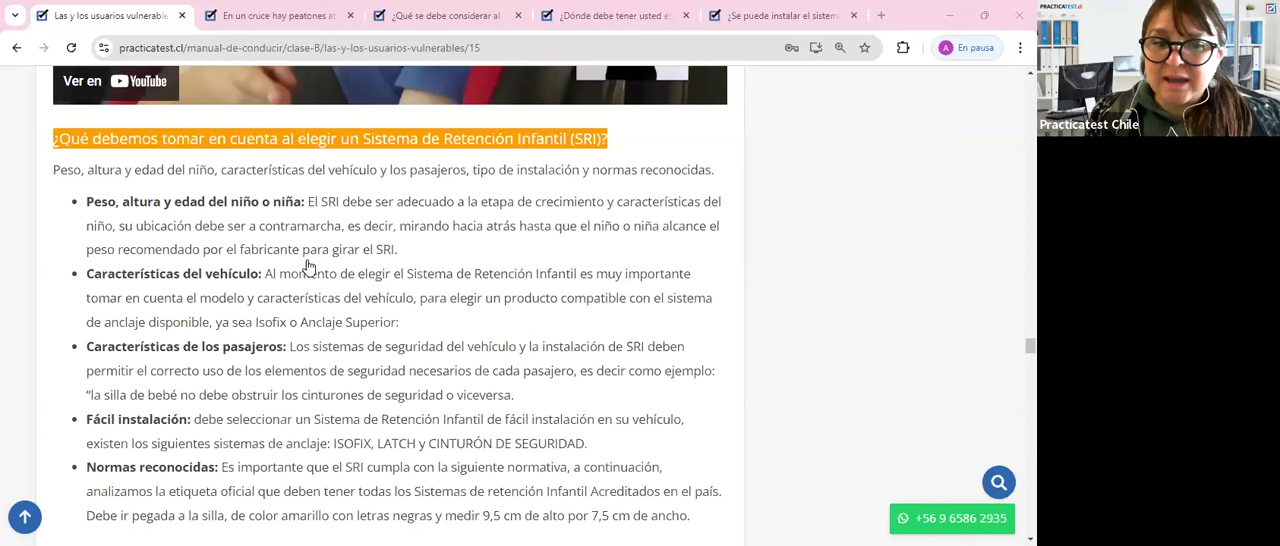 Las y los usuarios vulnerable
En un cruce hay peatones at
¿Qué se debe considerar al
¿Dónde debe tener usted es
¿Se puede instalar el sistem
practicatest.cl/manual-de-conducir/clase-B/las-y-los-usuarios-vulnerables/15
A En pausa
PRACTICATEST.cl
Practicatest Chile
Ver en YouTube
¿Qué debemos tomar en cuenta al elegir un Sistema de Retención Infantil (SRI)?
Peso, altura y edad del niño, características del vehículo y los pasajeros, tipo de instalación y normas reconocidas.
• Peso, altura y edad del niño o niña: El SRI debe ser adecuado a la etapa de crecimiento y características del
niño, su ubicación debe ser a contramarcha, es decir, mirando hacia atrás hasta que el niño o niña alcance el
peso recomendado por el fabricante para girar el SRI.
• Características del vehículo: Al momento de elegir el Sistema de Retención Infantil es muy importante
tomar en cuenta el modelo y características del vehículo, para elegir un producto compatible con el sistema
de anclaje disponible, ya sea Isofix o Anclaje Superior:
• Características de los pasajeros: Los sistemas de seguridad del vehículo y la instalación de SRI deben
permitir el correcto uso de los elementos de seguridad necesarios de cada pasajero, es decir como ejemplo:
“la silla de bebé no debe obstruir los cinturones de seguridad o viceversa.
• Fácil instalación: debe seleccionar un Sistema de Retención Infantil de fácil instalación en su vehículo,
existen los siguientes sistemas de anclaje: ISOFIX, LATCH y CINTURÓN DE SEGURIDAD.
• Normas reconocidas: Es importante que el SRI cumpla con la siguiente normativa, a continuación,
analizamos la etiqueta oficial que deben tener todas los Sistemas de retención Infantil Acreditados en el país.
Debe ir pegada a la silla, de color amarillo con letras negras y medir 9,5 cm de alto por 7,5 cm de ancho.
+56 9 6586 2935